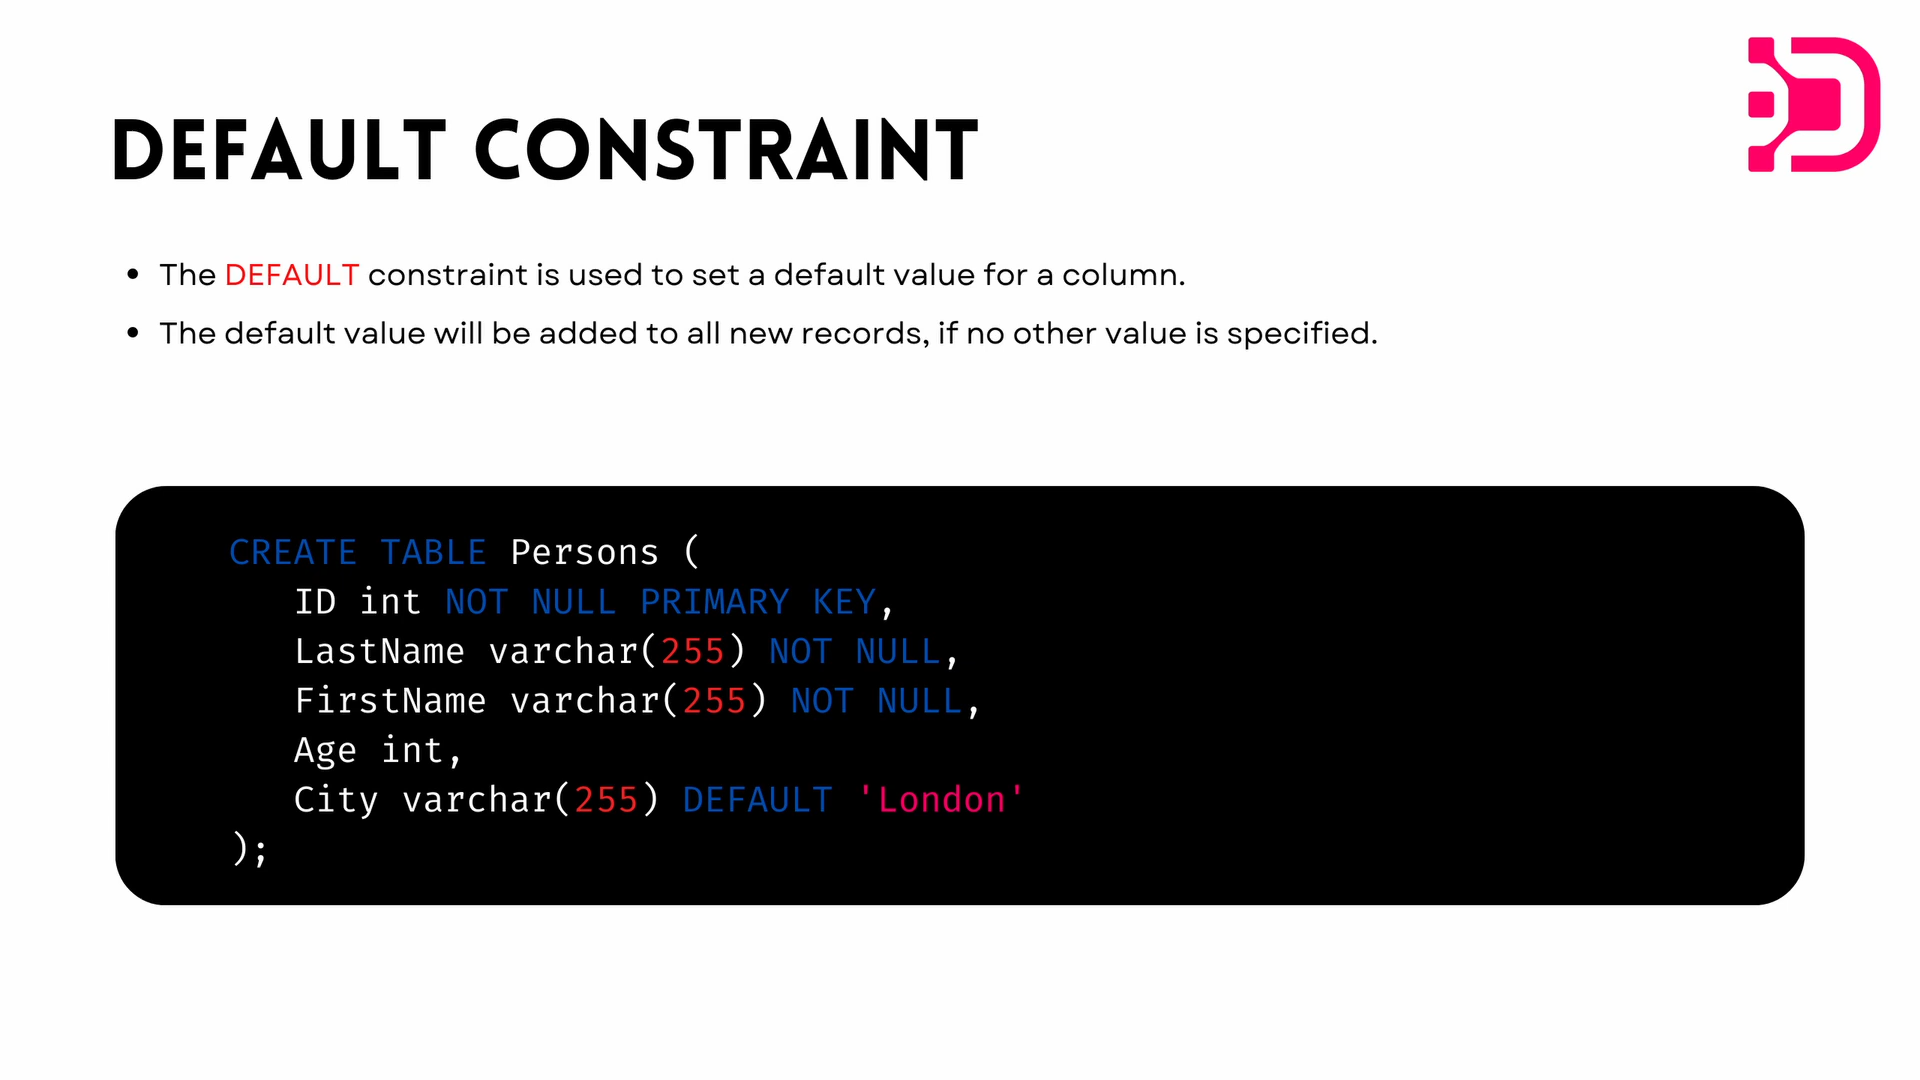 DEFAULT CONSTRAINT
• The DEFAULT constraint is used to set a default value for a column.
• The default value will be added to all new records, if no other value is specified.
CREATE TABLE Persons (
   ID int NOT NULL PRIMARY KEY,
   LastName varchar(255) NOT NULL,
   FirstName varchar(255) NOT NULL,
   Age int,
   City varchar(255) DEFAULT 'London'
);